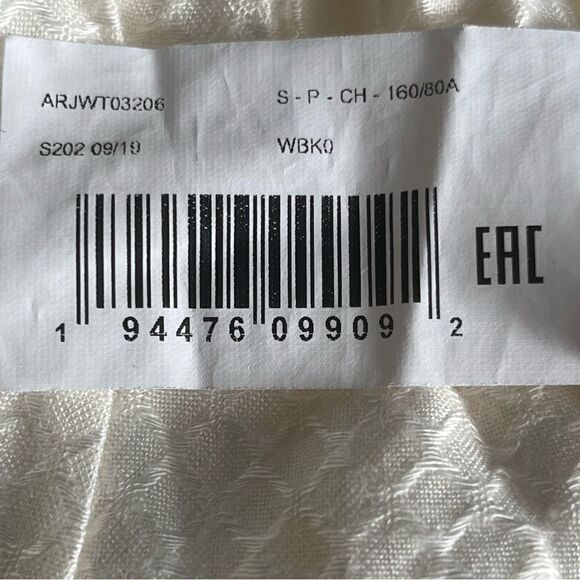 ARJWT03206 S - P - CH - 160/80A
S202 09/19 WBK0
EAC
1 94476 09909 2